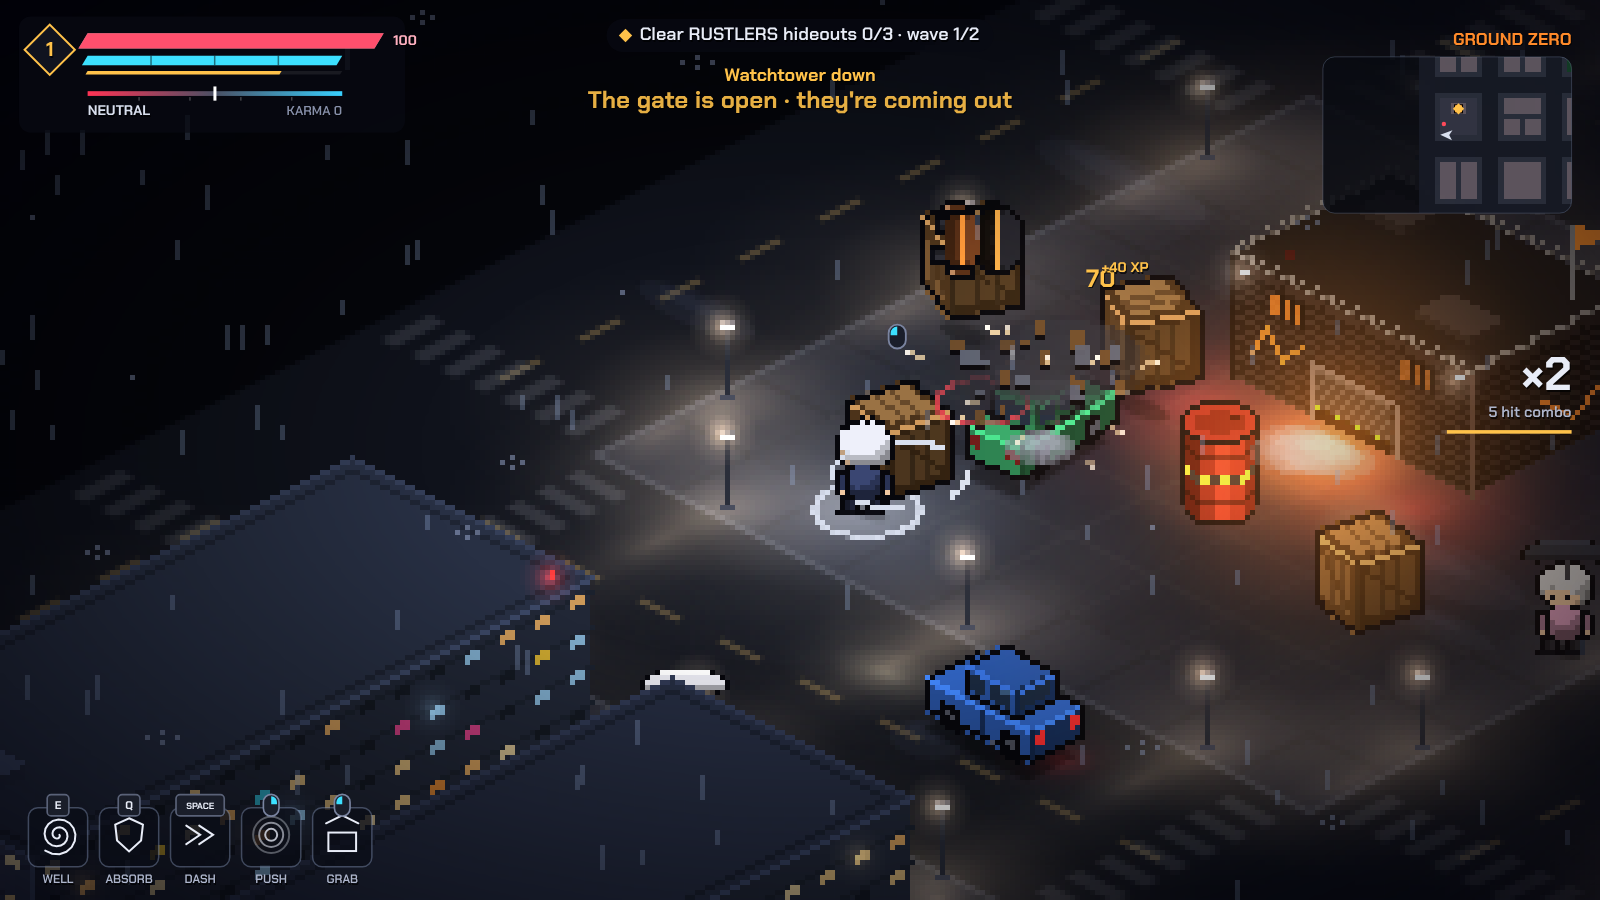 1
100
NEUTRAL
KARMA 0
Clear RUSTLERS hideouts 0/3 · wave 1/2
Watchtower down
The gate is open · they're coming out
GROUND ZERO
+40 XP
70
×2
5 hit combo
E
Q
SPACE
WELL
ABSORB
DASH
PUSH
GRAB